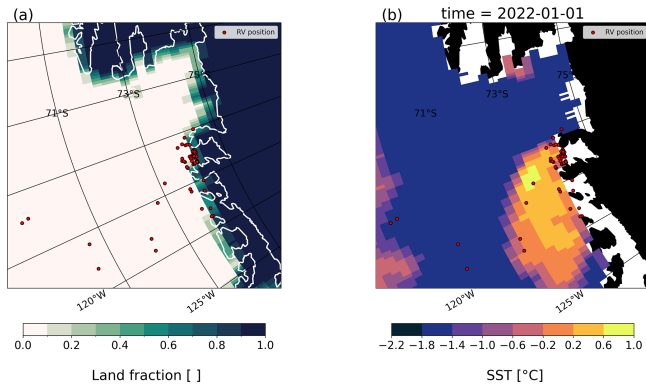 (a)
(b)
time = 2022-01-01
RV position
RV position
75°
73°S
71°S
75°
73°S
71°S
120°W
125°W
120°W
125°W
0.0 0.2 0.4 0.6 0.8 1.0
−2.2 −1.8 −1.4 −1.0 −0.6 −0.2 0.2 0.6 1.0
Land fraction [ ]
SST [°C]